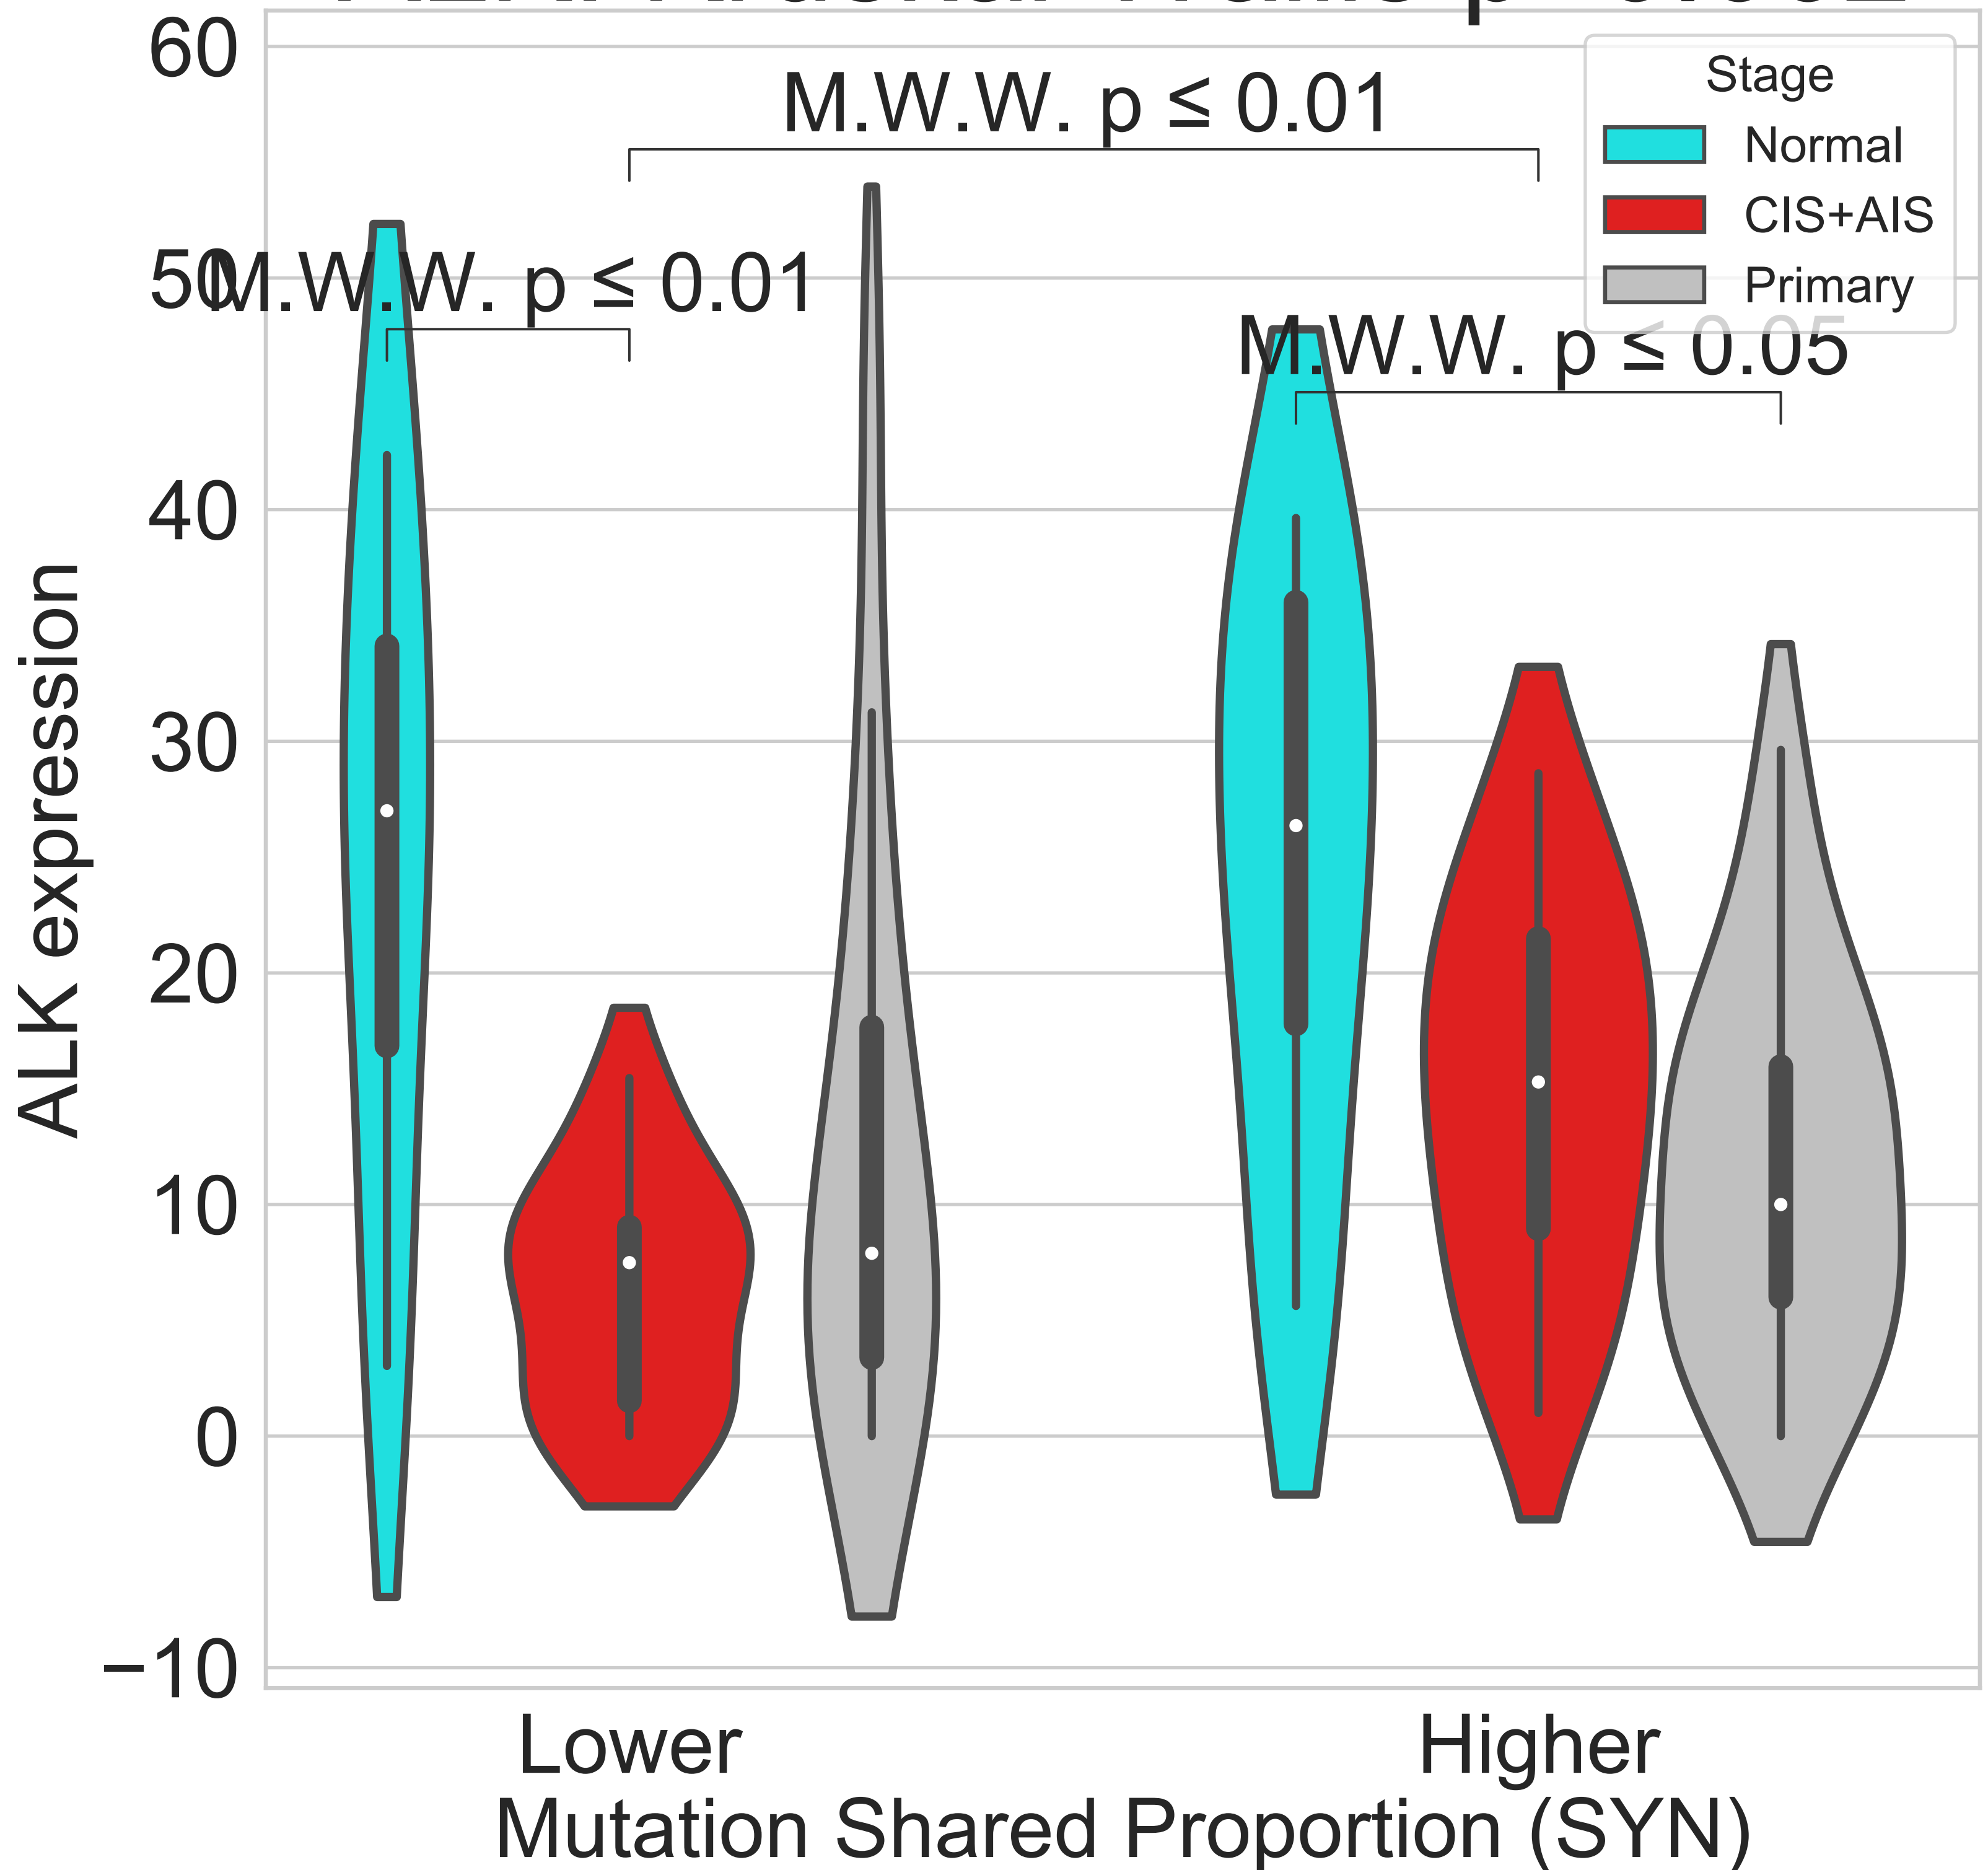 60
M.W.W. p ≤ 0.01
Stage
Normal
CIS+AIS
Primary
50
M.W.W. p ≤ 0.01
M.W.W. p ≤ 0.05
40
30
20
10
0
−10
ALK expression
Lower
Higher
Mutation Shared Proportion (SYN)